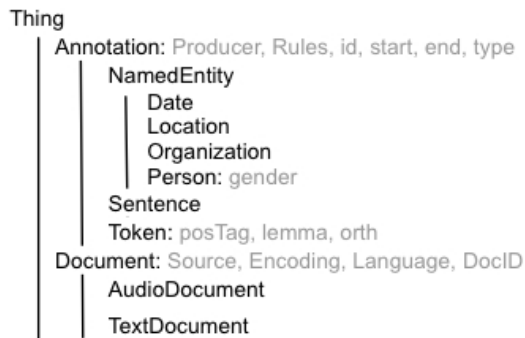 Thing
Annotation: Producer, Rules, id, start, end, type
NamedEntity
Date
Location
Organization
Person: gender
Sentence
Token: posTag, lemma, orth
Document: Source, Encoding, Language, DocID
AudioDocument
TextDocument